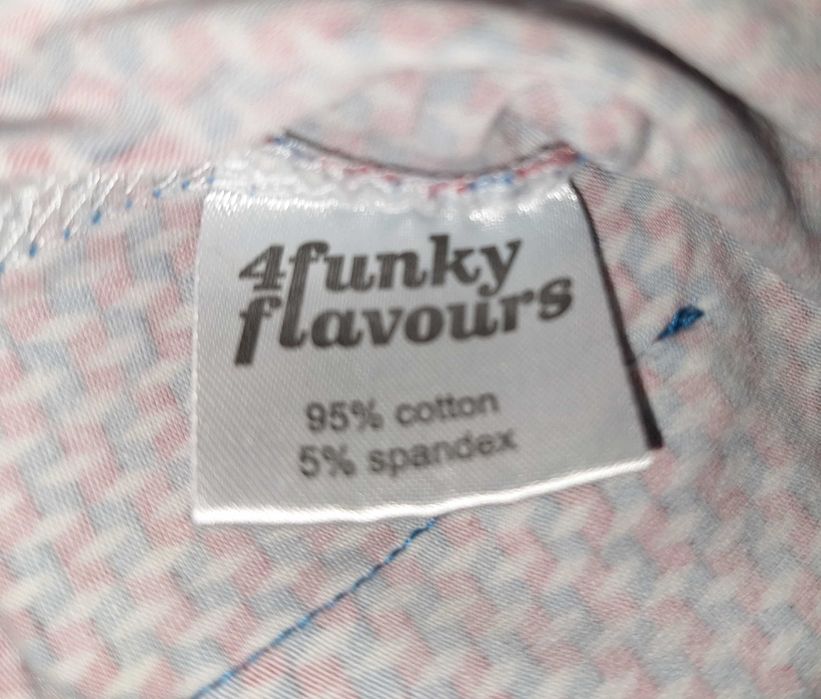 4funky
flavours
95% cotton
5% spandex